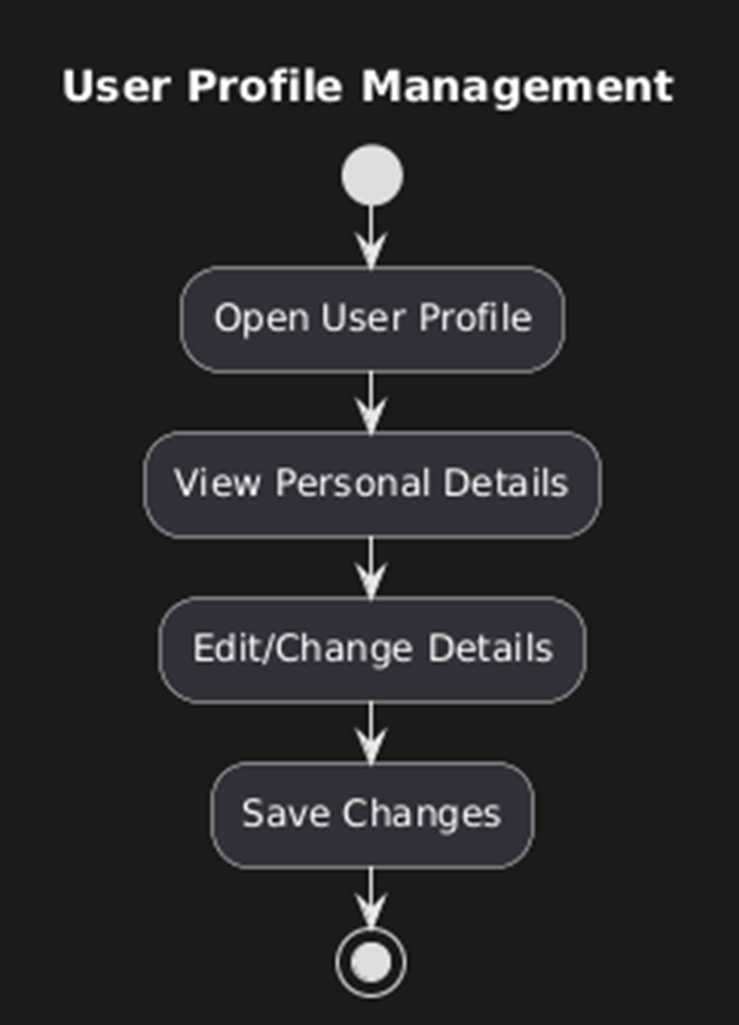 User Profile Management
Open User Profile
View Personal Details
Edit/Change Details
Save Changes